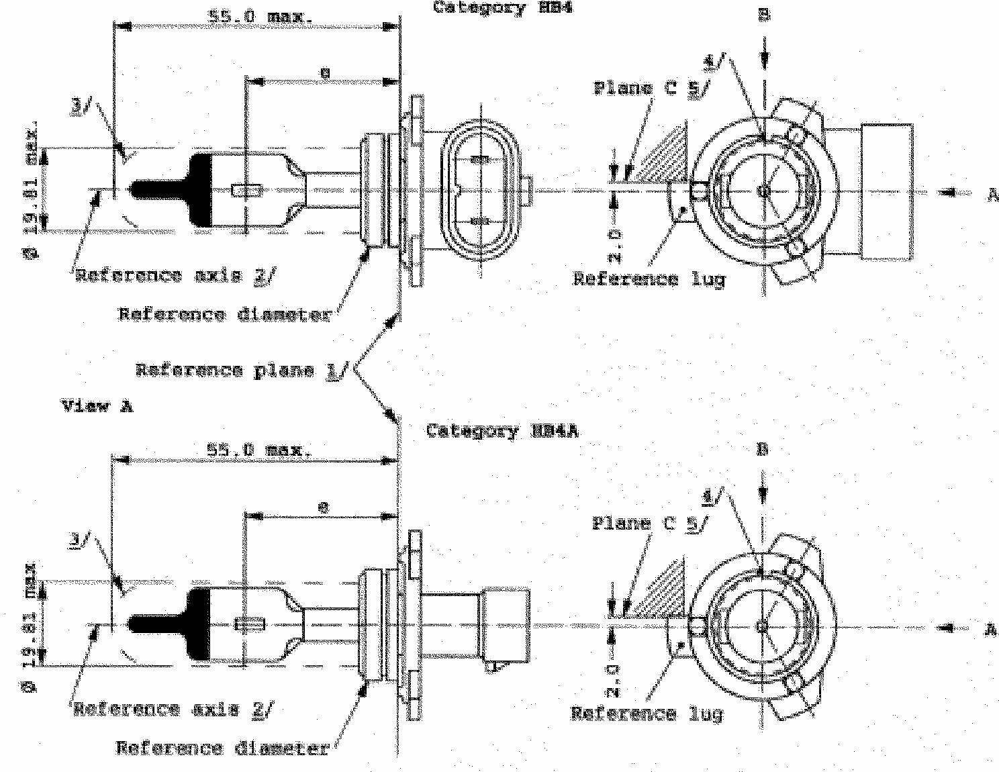 Category HB4
55.0 max.
B
e
4/
Plane C 5/
3/
Ø 19.81 max.
A
2.0
Reference axis 2/
Reference lug
Reference diameter
Reference plane 1/
View A
Category HB4A
55.0 max.
B
e
4/
Plane C 5/
3/
Ø 19.81 max
A
2.0
Reference axis 2/
Reference lug
Reference diameter